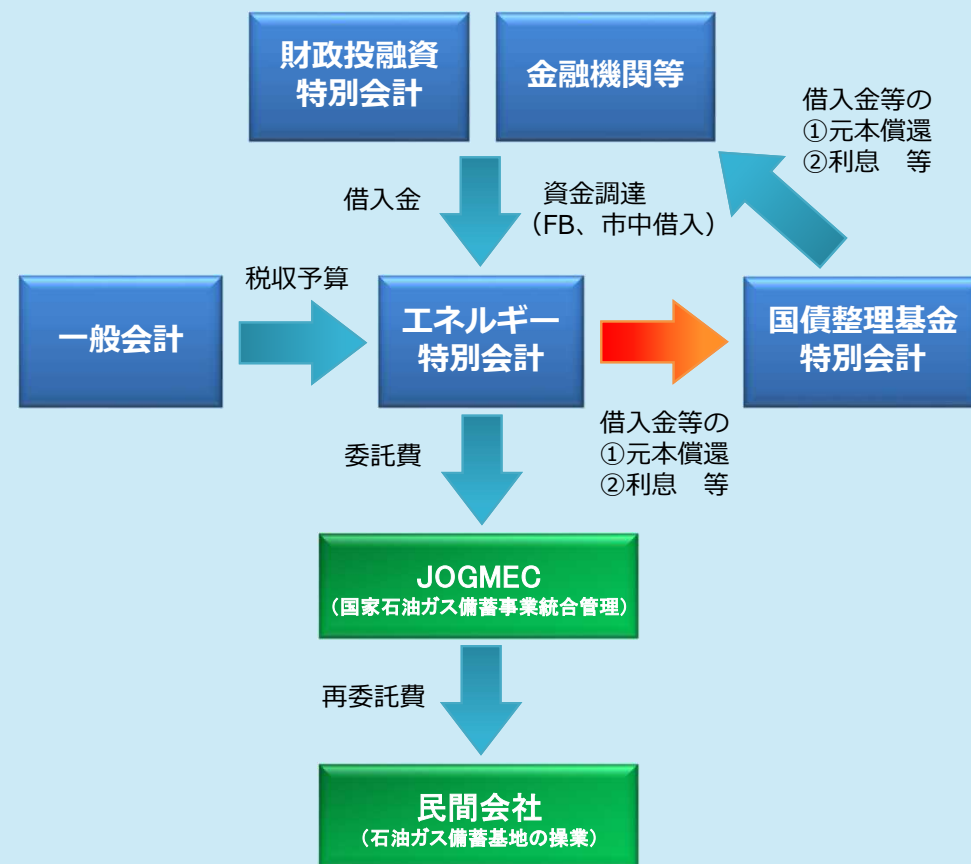 財政投融資
特別会計
金融機関等
借入金等の
①元本償還
②利息　等
借入金
資金調達
（FB、市中借入）
税収予算
一般会計
エネルギー
特別会計
国債整理基金
特別会計
借入金等の
①元本償還
②利息　等
委託費
JOGMEC
（国家石油ガス備蓄事業統合管理）
再委託費
民間会社
（石油ガス備蓄基地の操業）